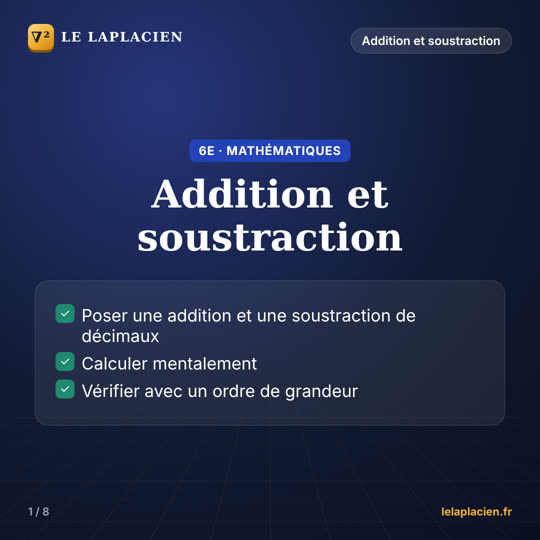 ∇² LE LAPLACIEN
Addition et soustraction
6E · MATHÉMATIQUES
Addition et
soustraction
Poser une addition et une soustraction de
décimaux
Calculer mentalement
Vérifier avec un ordre de grandeur
1 / 8
lelaplacien.fr